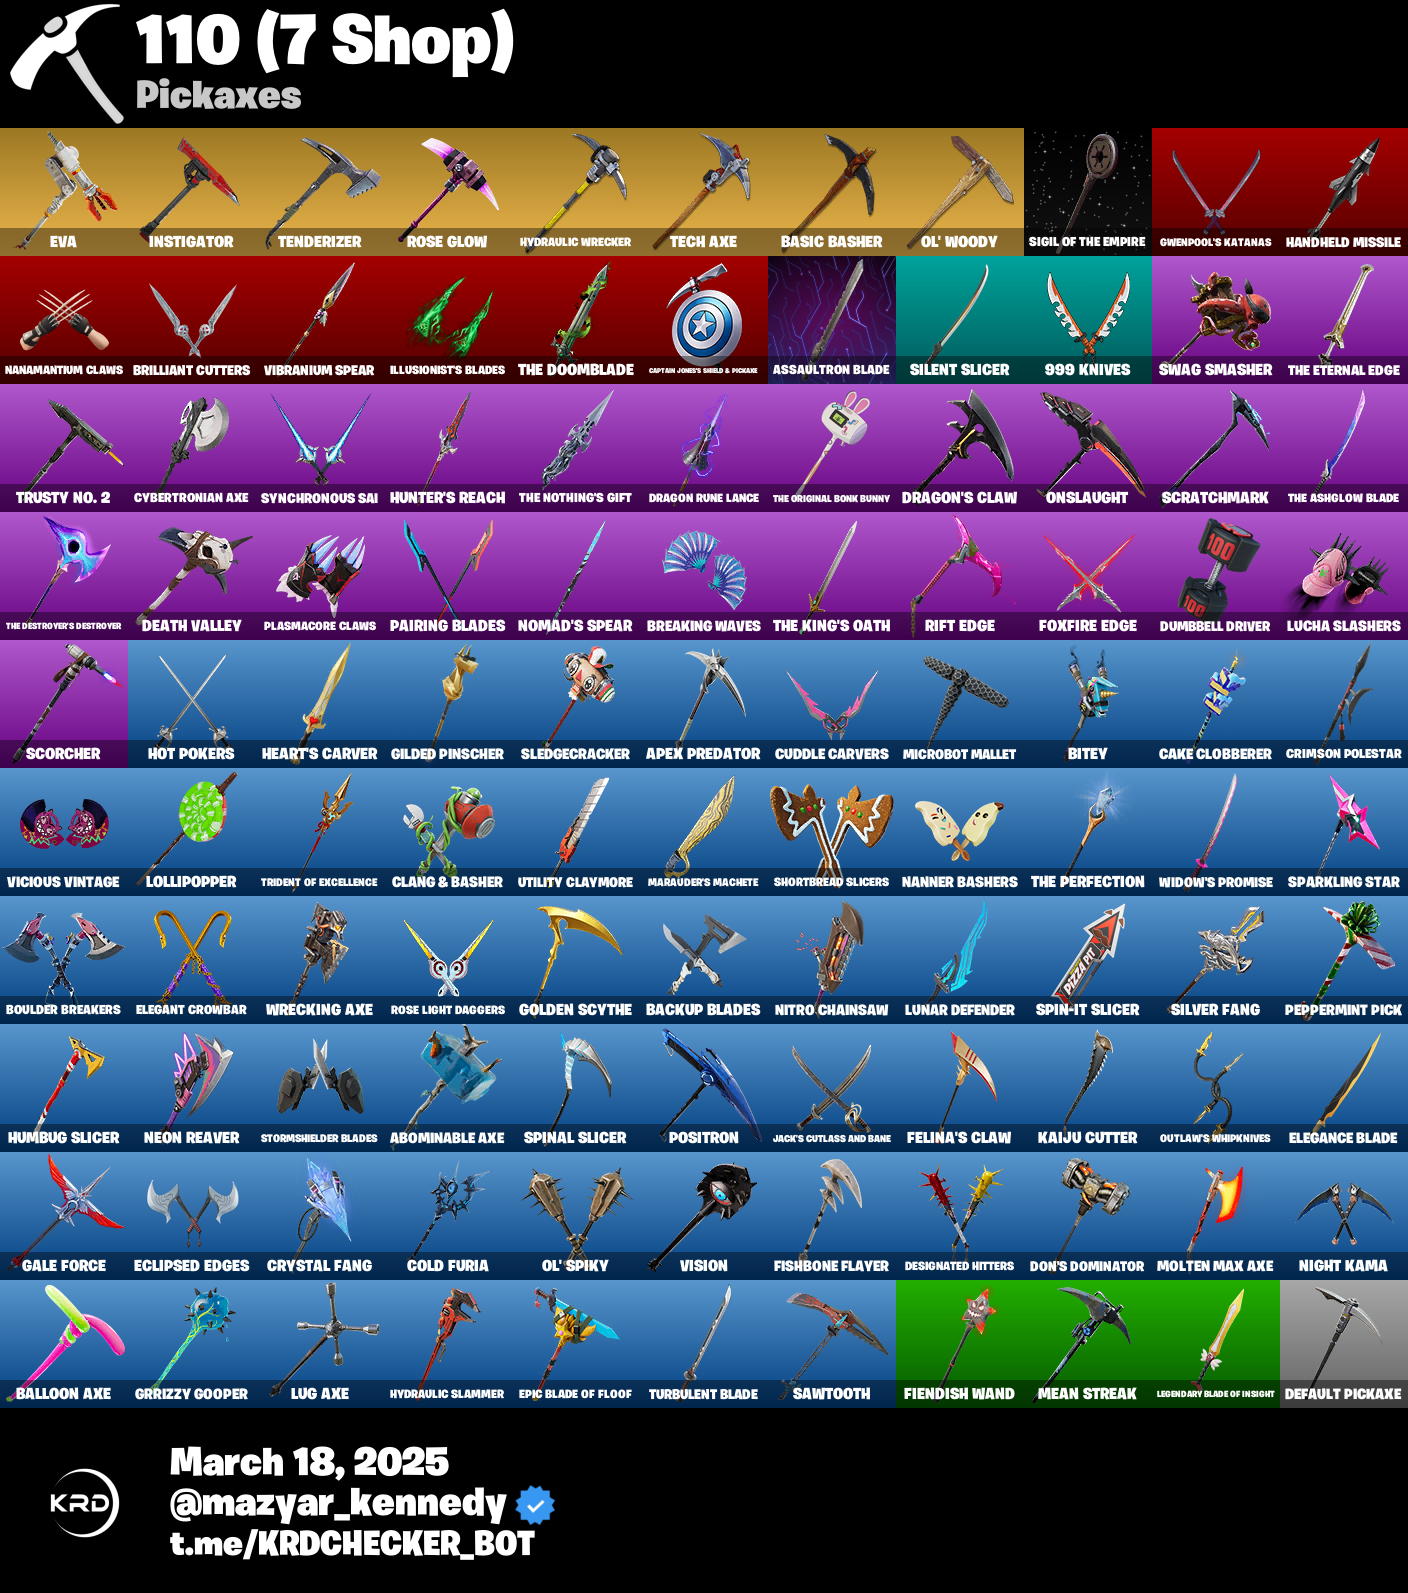 110 (7 Shop)
Pickaxes
EVA
INSTIGATOR
TENDERIZER
ROSE GLOW
HYDRAULIC WRECKER
TECH AXE
BASIC BASHER
OL' WOODY
SIGIL OF THE EMPIRE
GWENPOOL'S KATANAS
HANDHELD MISSILE
NANAMANTIUM CLAWS
BRILLIANT CUTTERS
VIBRANIUM SPEAR
ILLUSIONIST'S BLADES
THE DOOMBLADE
CAPTAIN JONES'S SHIELD & PICKAXE
ASSAULTRON BLADE
SILENT SLICER
999 KNIVES
SWAG SMASHER
THE ETERNAL EDGE
TRUSTY NO. 2
CYBERTRONIAN AXE
SYNCHRONOUS SAI
HUNTER'S REACH
THE NOTHING'S GIFT
DRAGON RUNE LANCE
THE ORIGINAL BONK BUNNY
DRAGON'S CLAW
ONSLAUGHT
SCRATCHMARK
THE ASHGLOW BLADE
THE DESTROYER'S DESTROYER
DEATH VALLEY
PLASMACORE CLAWS
PAIRING BLADES
NOMAD'S SPEAR
BREAKING WAVES
THE KING'S OATH
RIFT EDGE
FOXFIRE EDGE
100
100
DUMBBELL DRIVER
LUCHA SLASHERS
SCORCHER
HOT POKERS
HEART'S CARVER
GILDED PINSCHER
SLEDGECRACKER
APEX PREDATOR
CUDDLE CARVERS
MICROBOT MALLET
BITEY
CAKE CLOBBERER
CRIMSON POLESTAR
VICIOUS VINTAGE
LOLLIPOPPER
TRIDENT OF EXCELLENCE
CLANG & BASHER
UTILITY CLAYMORE
MARAUDER'S MACHETE
SHORTBREAD SLICERS
NANNER BASHERS
THE PERFECTION
WIDOW'S PROMISE
SPARKLING STAR
BOULDER BREAKERS
ELEGANT CROWBAR
WRECKING AXE
ROSE LIGHT DAGGERS
GOLDEN SCYTHE
BACKUP BLADES
NITRO CHAINSAW
LUNAR DEFENDER
PIZZA PIT
SPIN-IT SLICER
SILVER FANG
PEPPERMINT PICK
HUMBUG SLICER
NEON REAVER
STORMSHIELDER BLADES
ABOMINABLE AXE
SPINAL SLICER
POSITRON
JACK'S CUTLASS AND BANE
FELINA'S CLAW
KAIJU CUTTER
OUTLAW'S WHIPKNIVES
ELEGANCE BLADE
GALE FORCE
ECLIPSED EDGES
CRYSTAL FANG
COLD FURIA
OL' SPIKY
VISION
FISHBONE FLAYER
DESIGNATED HITTERS
DON'S DOMINATOR
MOLTEN MAX AXE
NIGHT KAMA
BALLOON AXE
GRRIZZY GOOPER
LUG AXE
HYDRAULIC SLAMMER
EPIC BLADE OF FLOOF
TURBULENT BLADE
SAWTOOTH
FIENDISH WAND
MEAN STREAK
LEGENDARY BLADE OF INSIGHT
DEFAULT PICKAXE
KRD
March 18, 2025
@mazyar_kennedy
t.me/KRDCHECKER_BOT